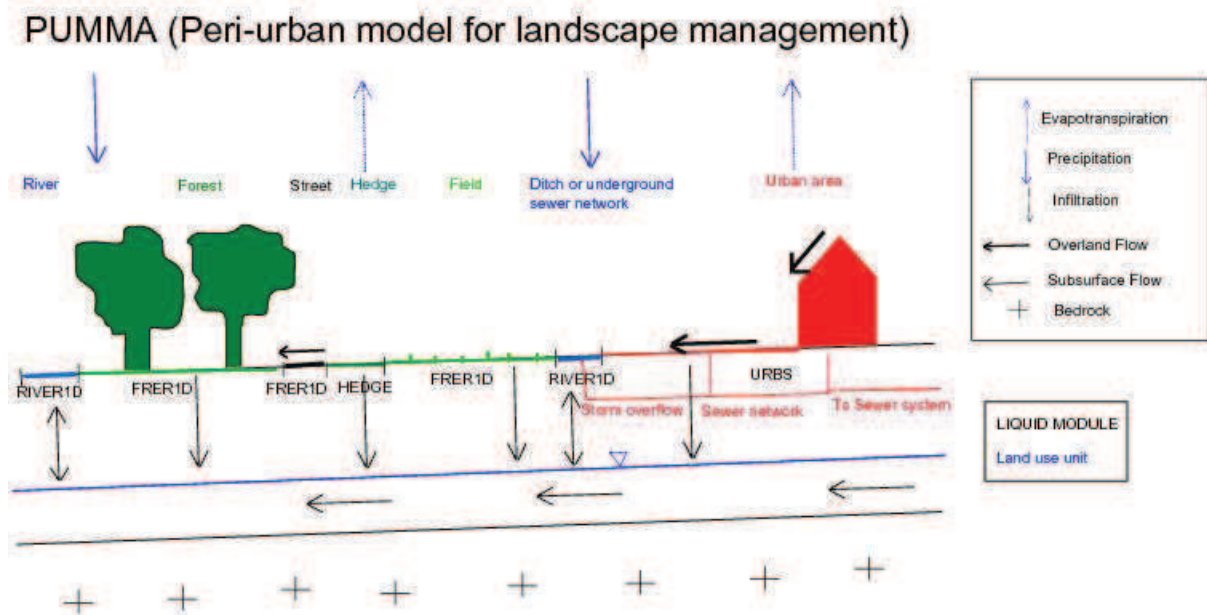 PUMMA (Peri-urban model for landscape management)
Evapotranspiration
Precipitation
Infiltration
Overland Flow
Subsurface Flow
Bedrock
River
Forest
Street
Hedge
Field
Ditch or underground
sewer network
Urban area
RIVER1D
FRER1D
FRER1D
HEDGE
FRER1D
RIVER1D
URBS
Storm overflow
Sewer network
To Sewer system
LIQUID MODULE
Land use unit